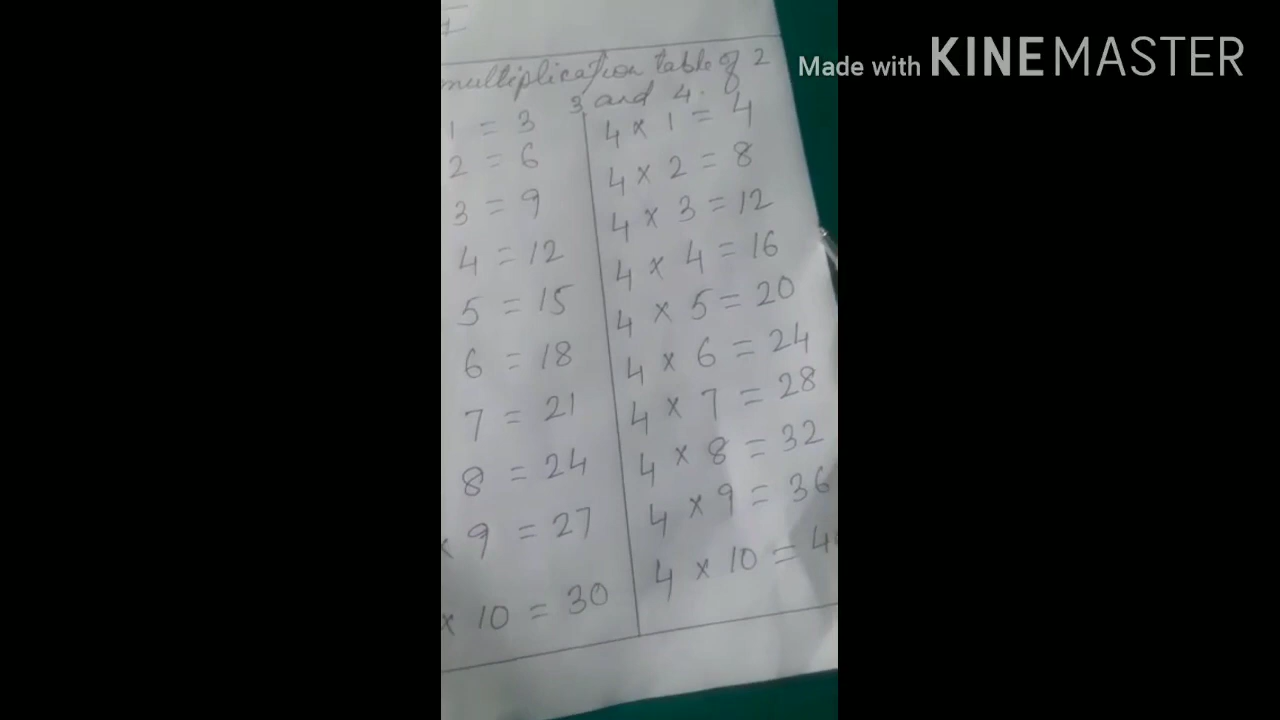 Made with KINEMASTER
multiplication table of 2
3 and 4.
1 = 3
2 = 6
3 = 9
4 = 12
5 = 15
6 = 18
7 = 21
8 = 24
× 9 = 27
× 10 = 30
4 × 1 = 4
4 × 2 = 8
4 × 3 = 12
4 × 4 = 16
4 × 5 = 20
4 × 6 = 24
4 × 7 = 28
4 × 8 = 32
4 × 9 = 36
4 × 10 = 4